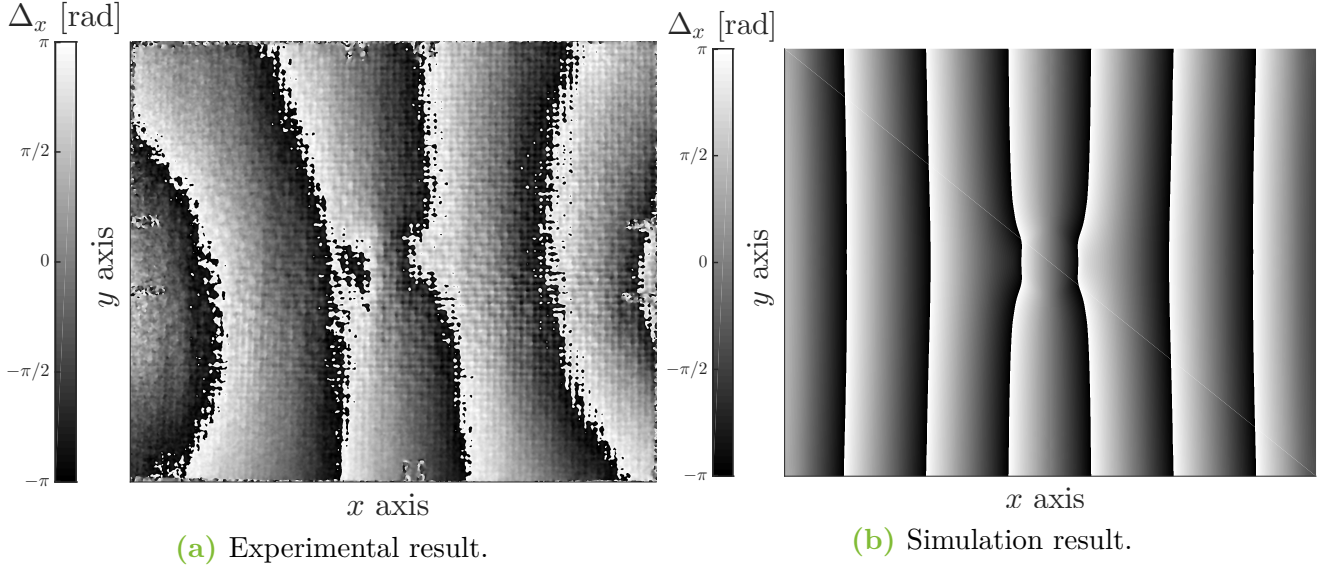 Δx [rad]
π
π/2
0
−π/2
−π
y axis
x axis
(a) Experimental result.
Δx [rad]
π
π/2
0
−π/2
−π
y axis
x axis
(b) Simulation result.